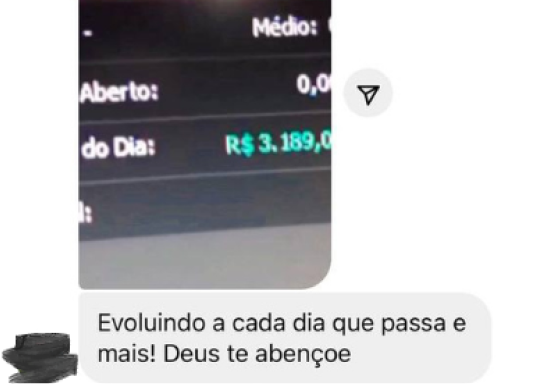 - Médio:
Aberto: 0,0
do Dia: R$ 3.189,0
Evoluindo a cada dia que passa e
mais! Deus te abençoe